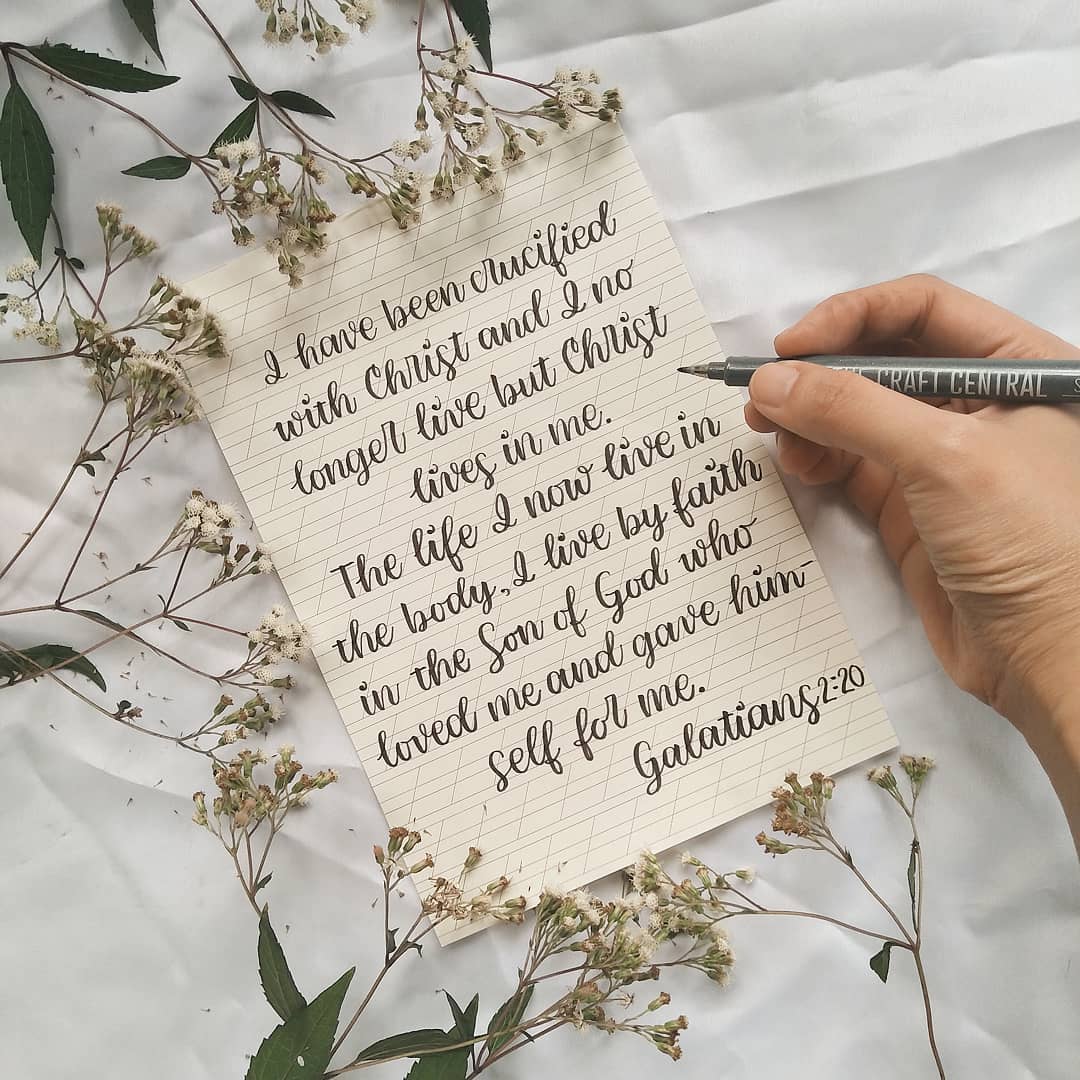 I have been crucified
with Christ and I no
longer live but Christ
lives in me.
The life I now live in
the body, I live by faith
in the Son of God who
loved me and gave him-
self for me.
Galatians 2:20
CRAFT CENTRAL